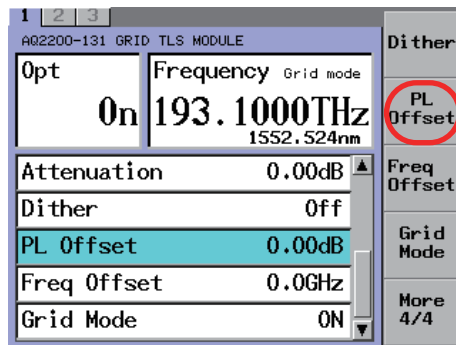 1 2 3
AQ2200-131 GRID TLS MODULE
Opt
On
Frequency Grid mode
193.1000THz
1552.524nm
Attenuation 0.00dB
Dither Off
PL Offset 0.00dB
Freq Offset 0.0GHz
Grid Mode ON
Dither
PL
Offset
Freq
Offset
Grid
Mode
More
4/4